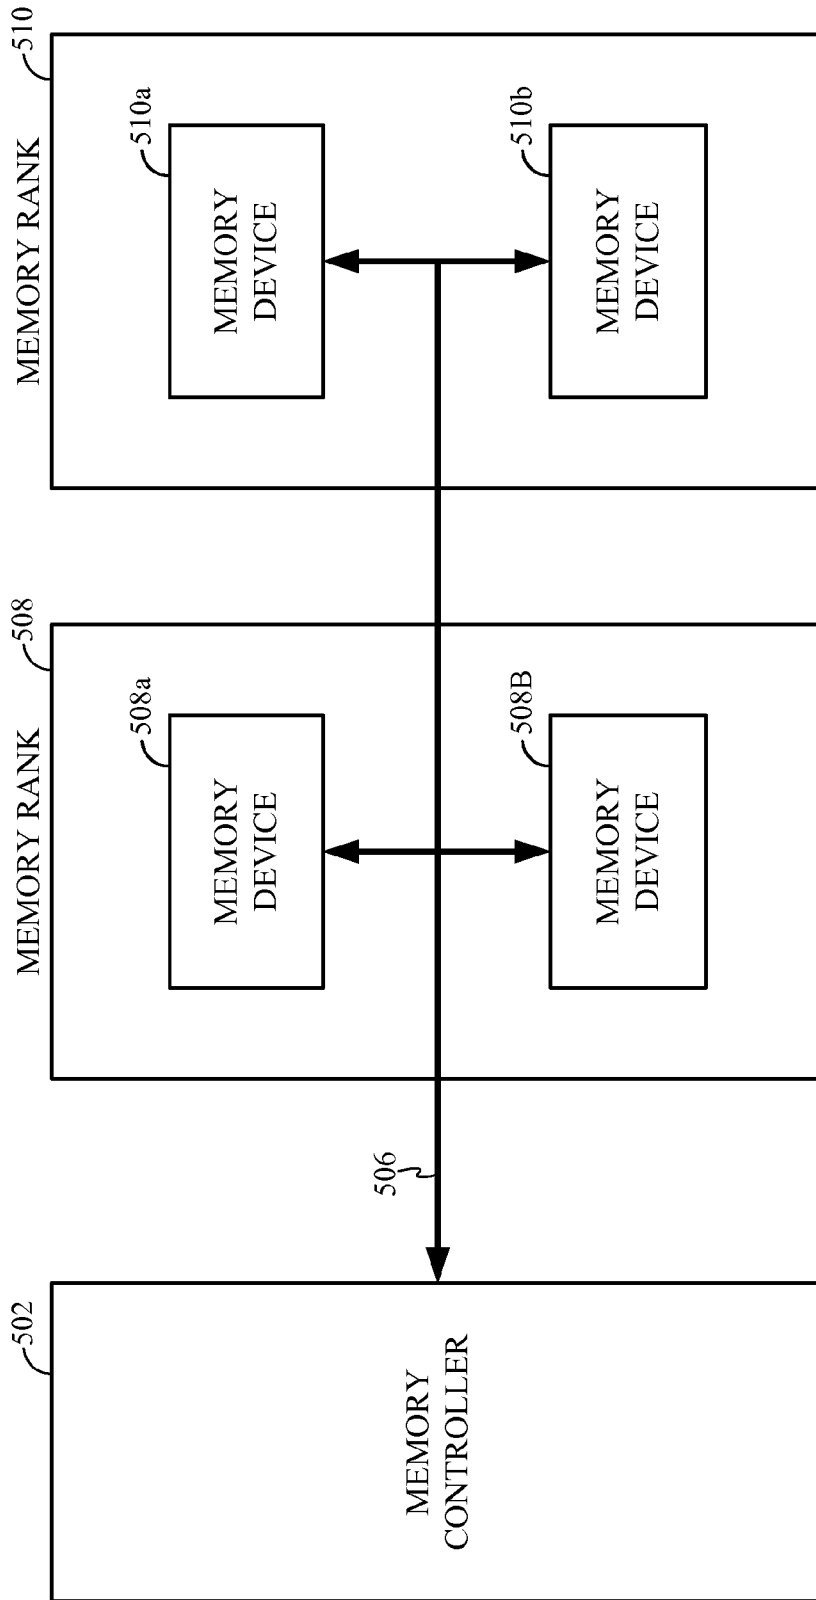 502
MEMORY
CONTROLLER
506
508
MEMORY RANK
508a
MEMORY
DEVICE
508B
MEMORY
DEVICE
510
MEMORY RANK
510a
MEMORY
DEVICE
510b
MEMORY
DEVICE